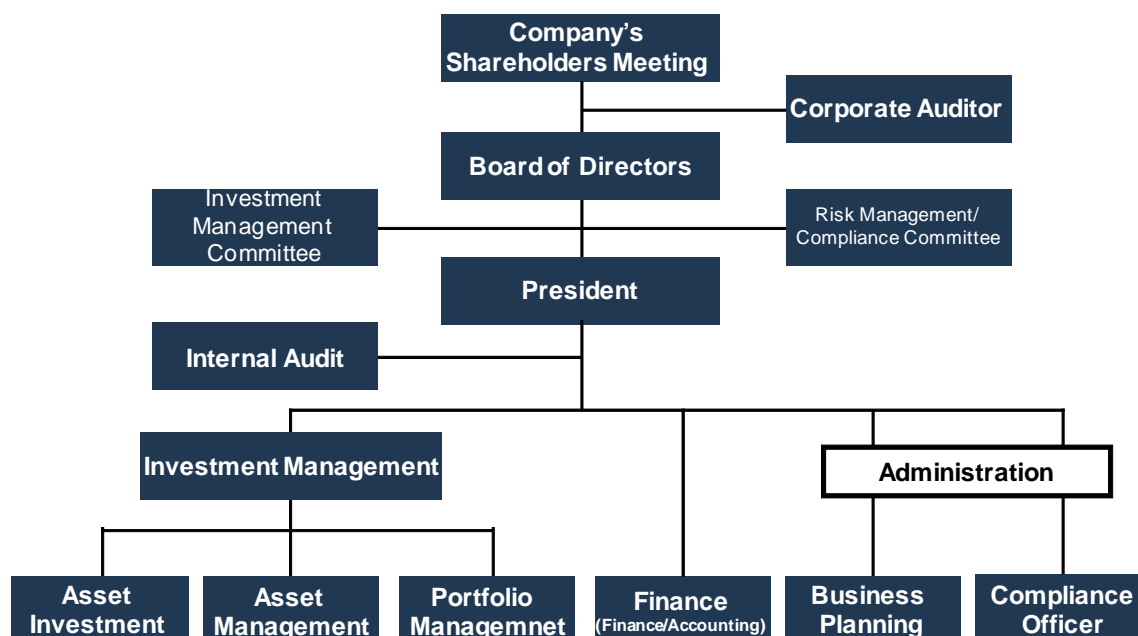 Company's
Shareholders Meeting
Corporate Auditor
Board of Directors
Investment
Management
Committee
Risk Management/
Compliance Committee
President
Internal Audit
Investment Management
Administration
Asset
Investment
Asset
Management
Portfolio
Managemnet
Finance
(Finance/Accounting)
Business
Planning
Compliance
Officer